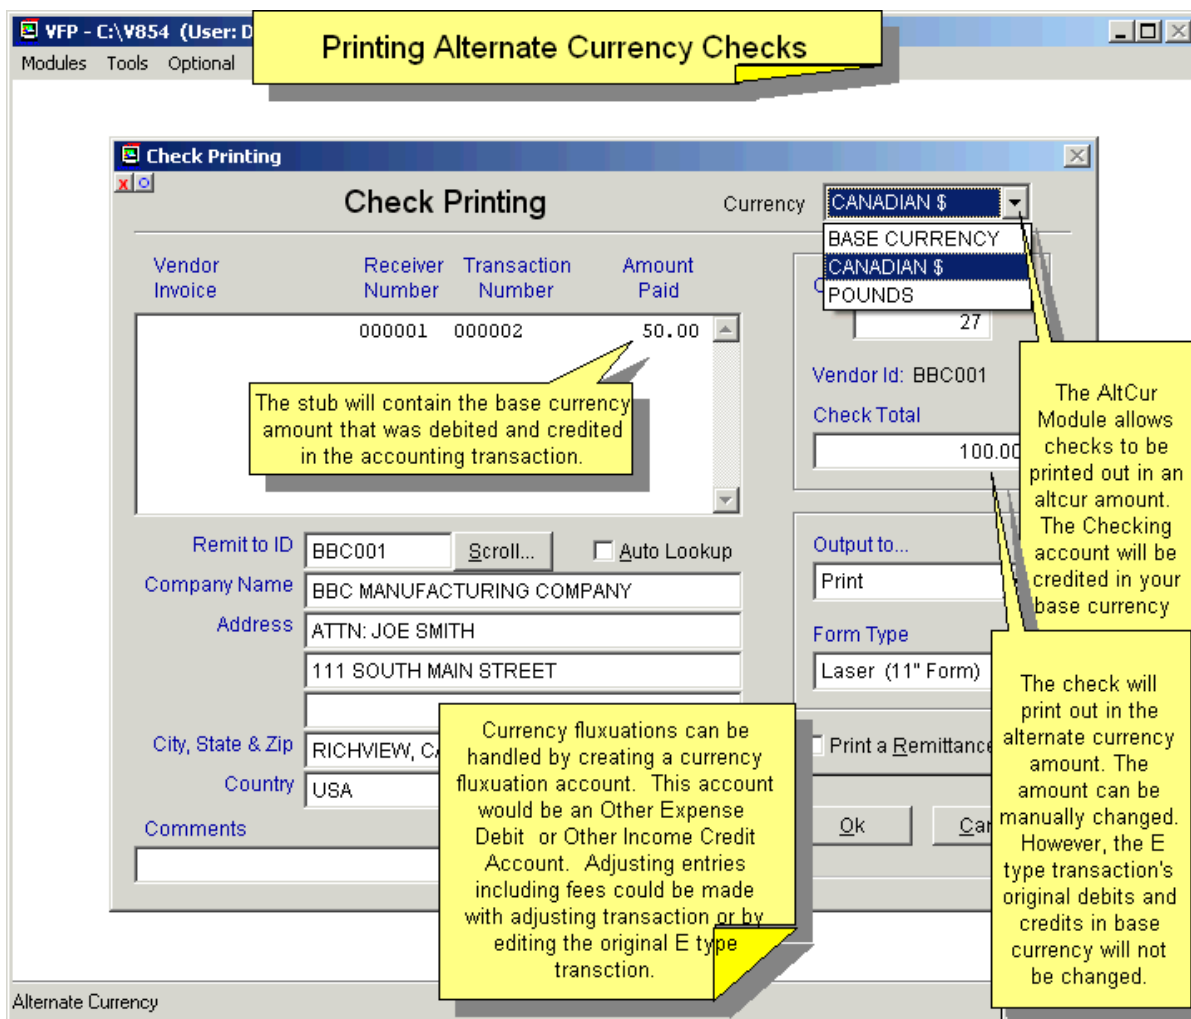 VFP - C:\V854 (User: D
Printing Alternate Currency Checks
Modules Tools Optional
Check Printing
Check Printing
Currency CANADIAN $
BASE CURRENCY
CANADIAN $
POUNDS
Vendor Invoice
Receiver Number
Transaction Number
Amount Paid
000001 000002 50.00
27
The stub will contain the base currency
amount that was debited and credited
in the accounting transaction.
Vendor Id: BBC001
Check Total
100.00
The AltCur
Module allows
checks to be
printed out in an
altcur amount.
The Checking
account will be
credited in your
base currency
Remit to ID BBC001 Scroll... Auto Lookup
Company Name BBC MANUFACTURING COMPANY
Address ATTN: JOE SMITH
111 SOUTH MAIN STREET
City, State & Zip RICHVIEW, CA
Country USA
Comments
Output to...
Print
Form Type
Laser (11" Form)
Print a Remittance
Ok Can
Currency fluxuations can be
handled by creating a currency
fluxuation account. This account
would be an Other Expense
Debit or Other Income Credit
Account. Adjusting entries
including fees could be made
with adjusting transaction or by
editing the original E type
transction.
The check will
print out in the
alternate currency
amount. The
amount can be
manually changed.
However, the E
type transaction's
original debits and
credits in base
currency will not
be changed.
Alternate Currency